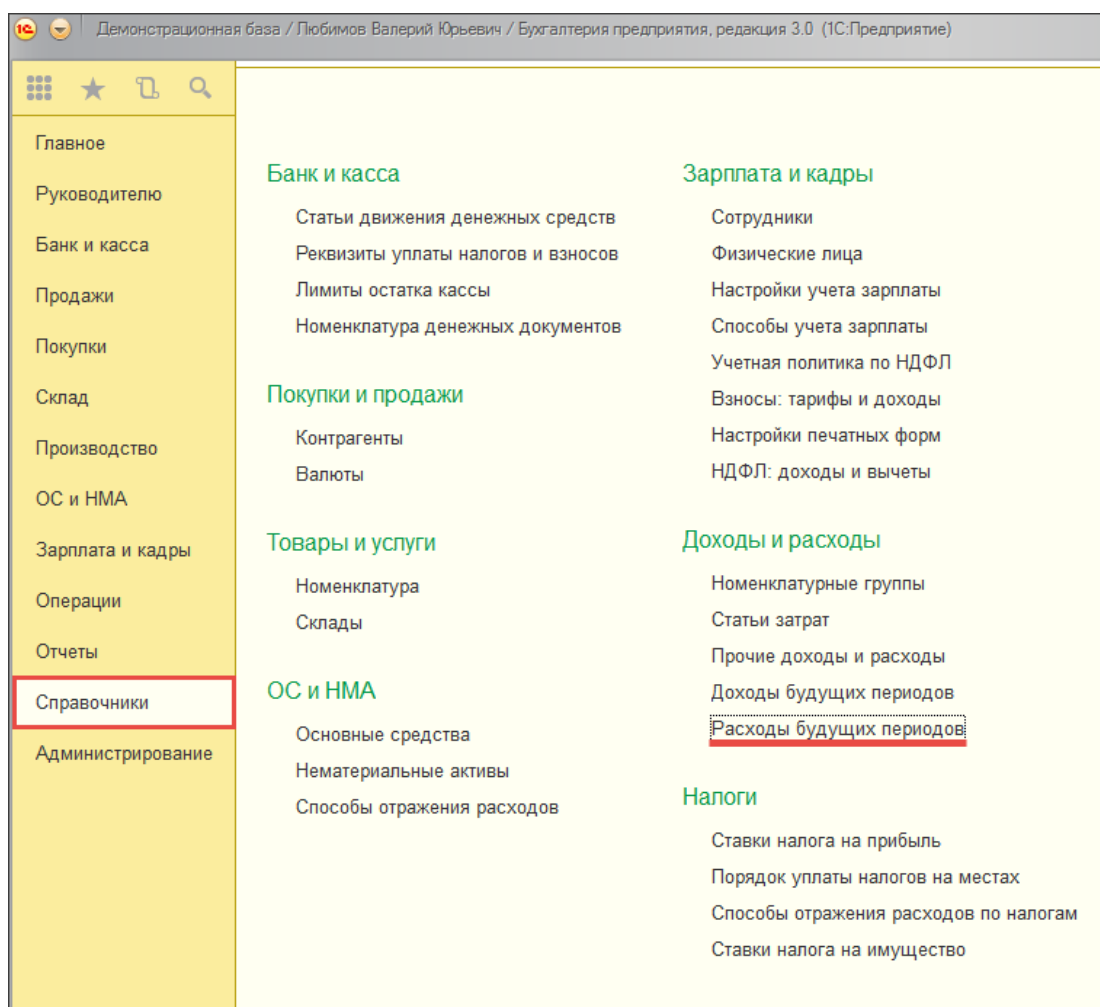 1С Демонстрационная база / Любимов Валерий Юрьевич / Бухгалтерия предприятия, редакция 3.0 (1С:Предприятие)
Главное
Руководителю
Банк и касса
Продажи
Покупки
Склад
Производство
ОС и НМА
Зарплата и кадры
Операции
Отчеты
Справочники
Администрирование
Банк и касса
Статьи движения денежных средств
Реквизиты уплаты налогов и взносов
Лимиты остатка кассы
Номенклатура денежных документов
Покупки и продажи
Контрагенты
Валюты
Товары и услуги
Номенклатура
Склады
ОС и НМА
Основные средства
Нематериальные активы
Способы отражения расходов
Зарплата и кадры
Сотрудники
Физические лица
Настройки учета зарплаты
Способы учета зарплаты
Учетная политика по НДФЛ
Взносы: тарифы и доходы
Настройки печатных форм
НДФЛ: доходы и вычеты
Доходы и расходы
Номенклатурные группы
Статьи затрат
Прочие доходы и расходы
Доходы будущих периодов
Расходы будущих периодов
Налоги
Ставки налога на прибыль
Порядок уплаты налогов на местах
Способы отражения расходов по налогам
Ставки налога на имущество